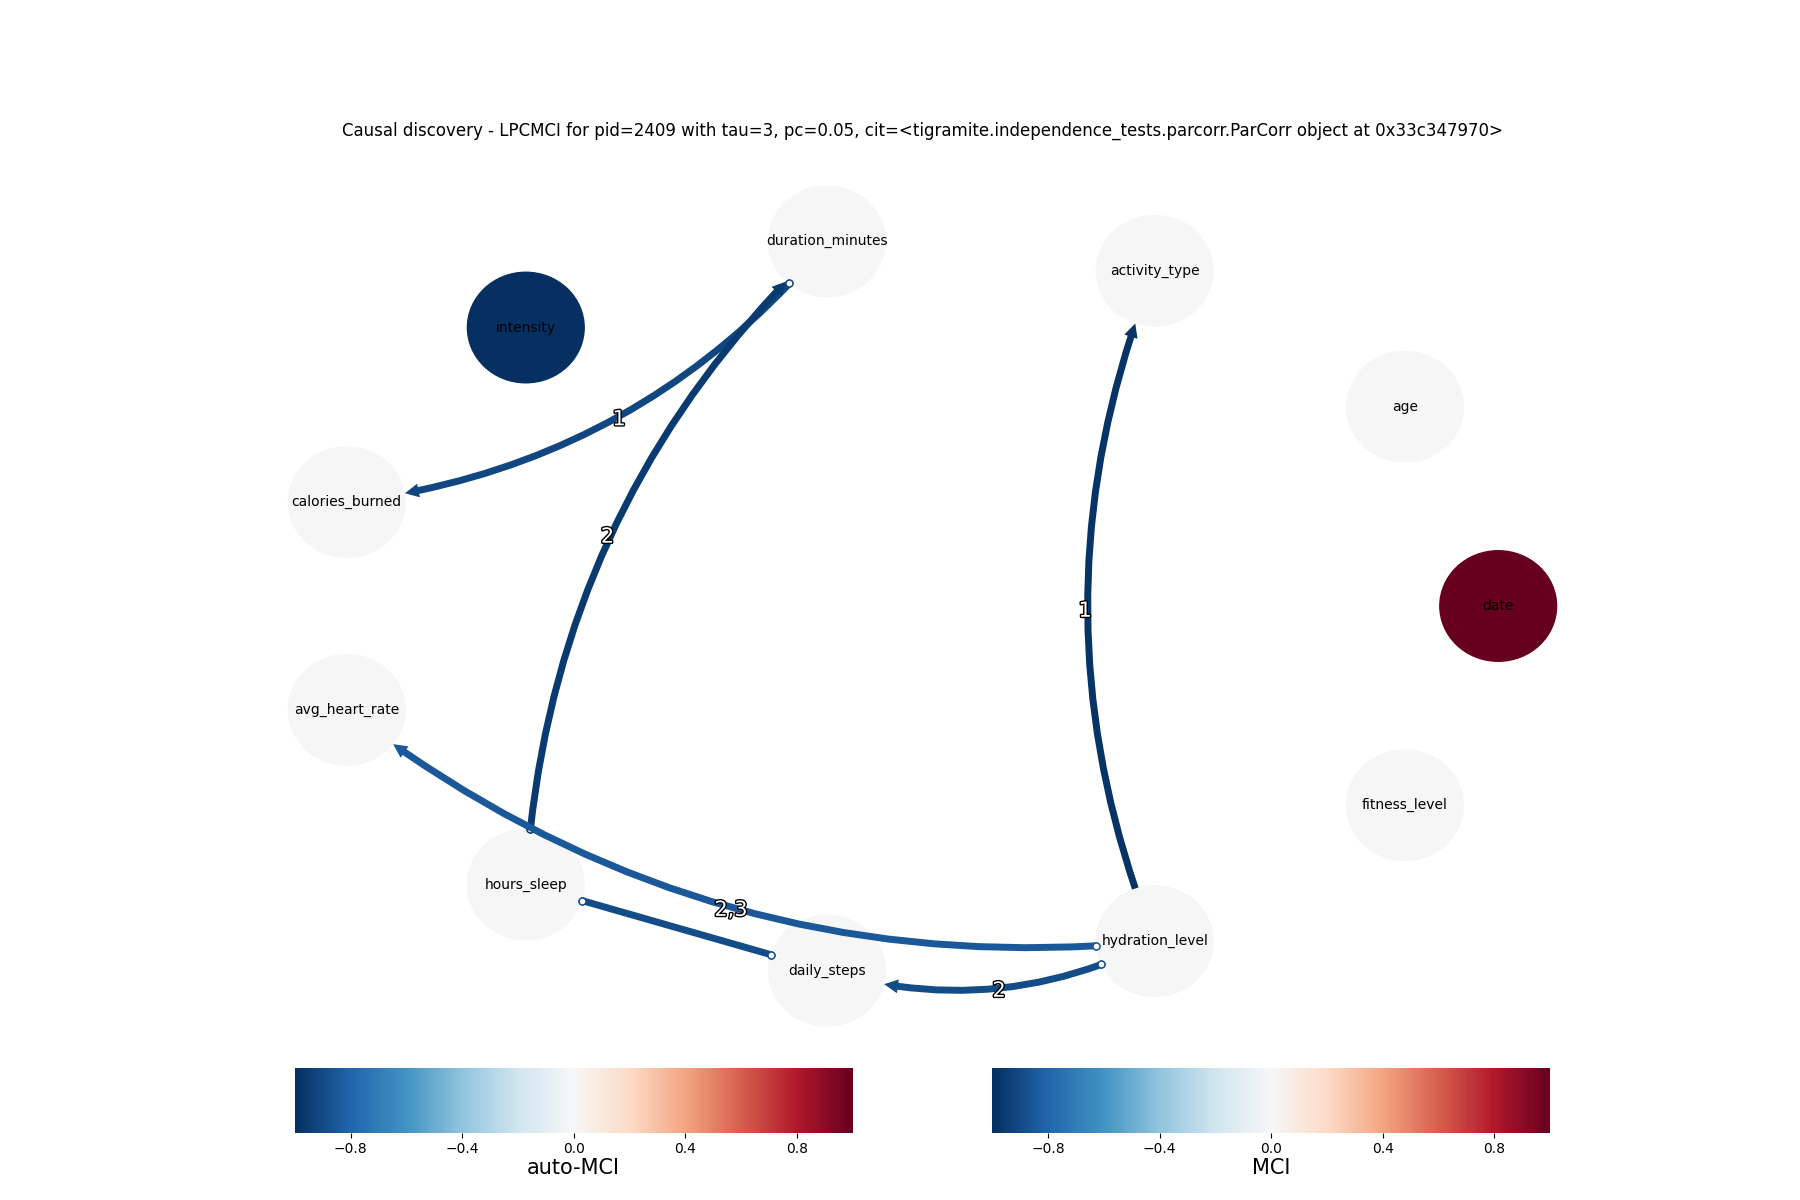 Causal discovery - LPCMCI for pid=2409 with tau=3, pc=0.05, cit=<tigramite.independence_tests.parcorr.ParCorr object at 0x33c347970>
duration_minutes
activity_type
intensity
age
1
calories_burned
2
date
1
avg_heart_rate
fitness_level
hours_sleep
2,3
hydration_level
daily_steps
2
−0.8 −0.4 0.0 0.4 0.8
auto-MCI
−0.8 −0.4 0.0 0.4 0.8
MCI